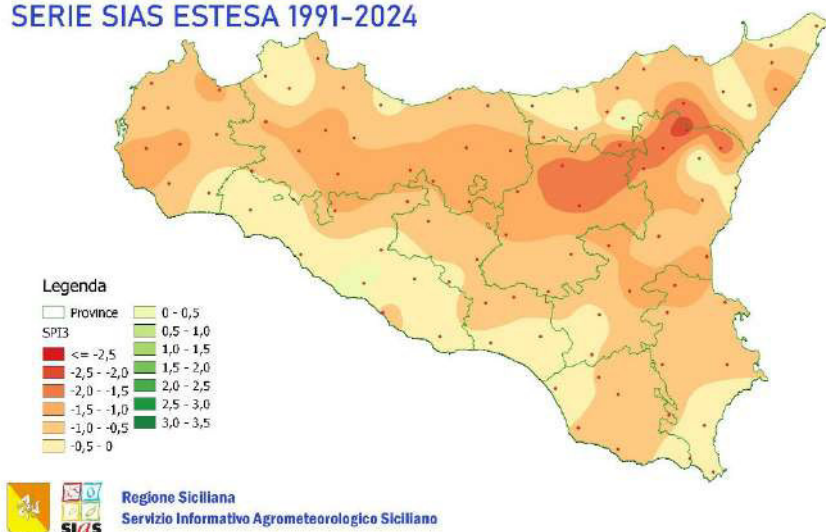 SERIE SIAS ESTESA 1991-2024
Legenda
Province
SPI3
<= -2,5
-2,5 - -2,0
-2,0 - -1,5
-1,5 - -1,0
-1,0 - -0,5
-0,5 - 0
0 - 0,5
0,5 - 1,0
1,0 - 1,5
1,5 - 2,0
2,0 - 2,5
2,5 - 3,0
3,0 - 3,5
SIAS
Regione Siciliana
Servizio Informativo Agrometeorologico Siciliano